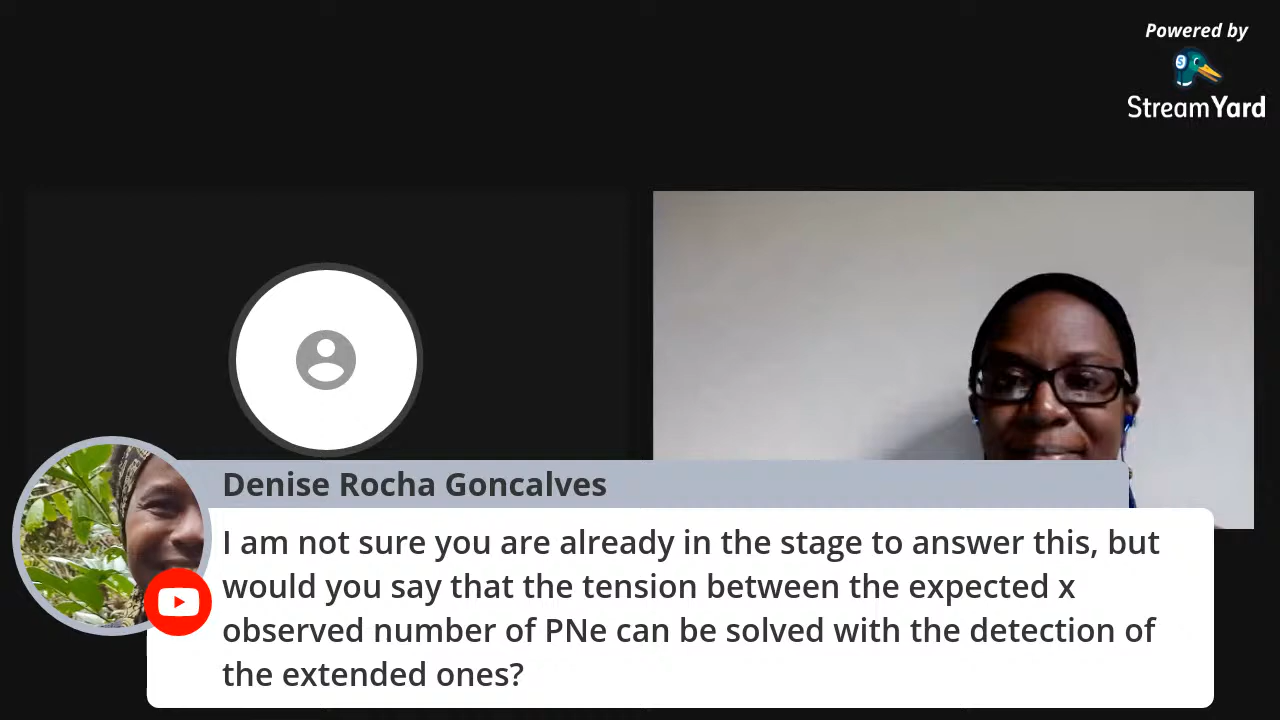 Powered by
S
StreamYard
Denise Rocha Goncalves
I am not sure you are already in the stage to answer this, but
would you say that the tension between the expected x
observed number of PNe can be solved with the detection of
the extended ones?